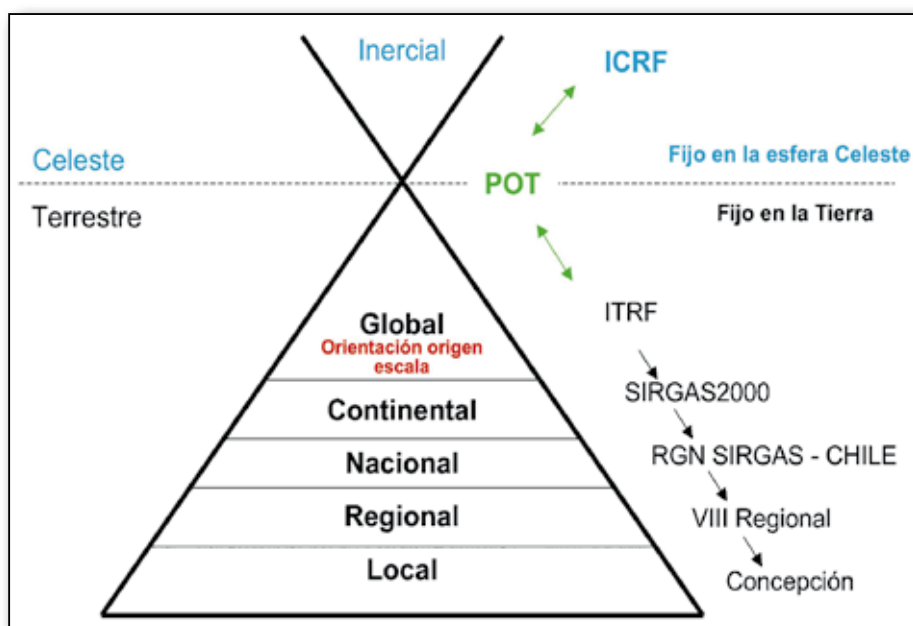 Inercial
ICRF
Celeste
Fijo en la esfera Celeste
POT
Terrestre
Fijo en la Tierra
ITRF
Global
Orientación origen
escala
SIRGAS2000
Continental
RGN SIRGAS - CHILE
Nacional
VIII Regional
Regional
Local
Concepción